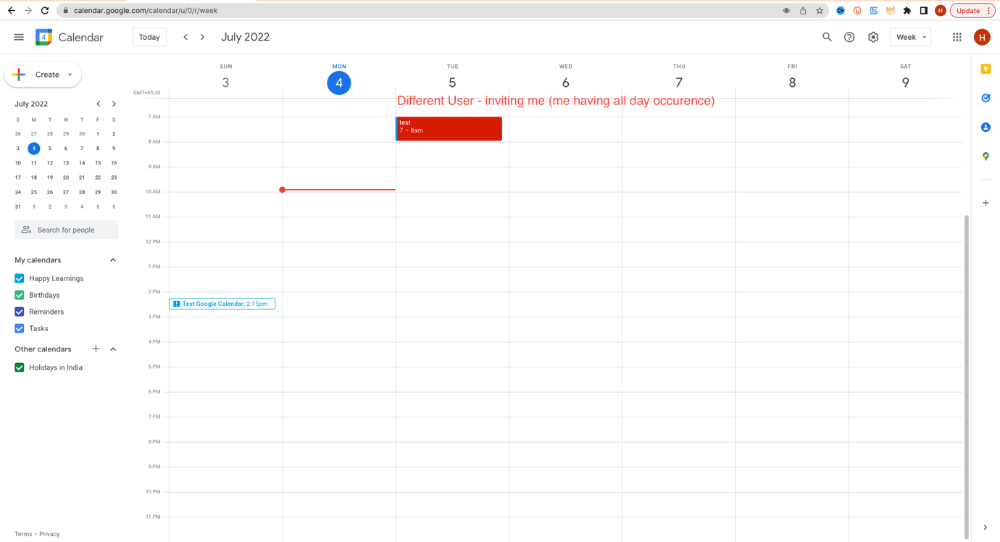 calendar.google.com/calendar/u/0/r/week
H
Update
4
Calendar
Today
July 2022
Week
H
Create
SUN
MON
TUE
WED
THU
FRI
SAT
3
4
5
6
7
8
9
GMT+05:30
Different User - inviting me (me having all day occurence)
July 2022
S M T W T F S
26 27 28 29 30 1 2
3 4 5 6 7 8 9
10 11 12 13 14 15 16
17 18 19 20 21 22 23
24 25 26 27 28 29 30
31 1 2 3 4 5 6
Search for people
My calendars
Happy Learnings
Birthdays
Reminders
Tasks
Other calendars
Holidays in India
Terms – Privacy
7 AM
8 AM
9 AM
10 AM
11 AM
12 PM
1 PM
2 PM
3 PM
4 PM
5 PM
6 PM
7 PM
8 PM
9 PM
10 PM
11 PM
test
7 – 8am
Test Google Calendar, 2:15pm